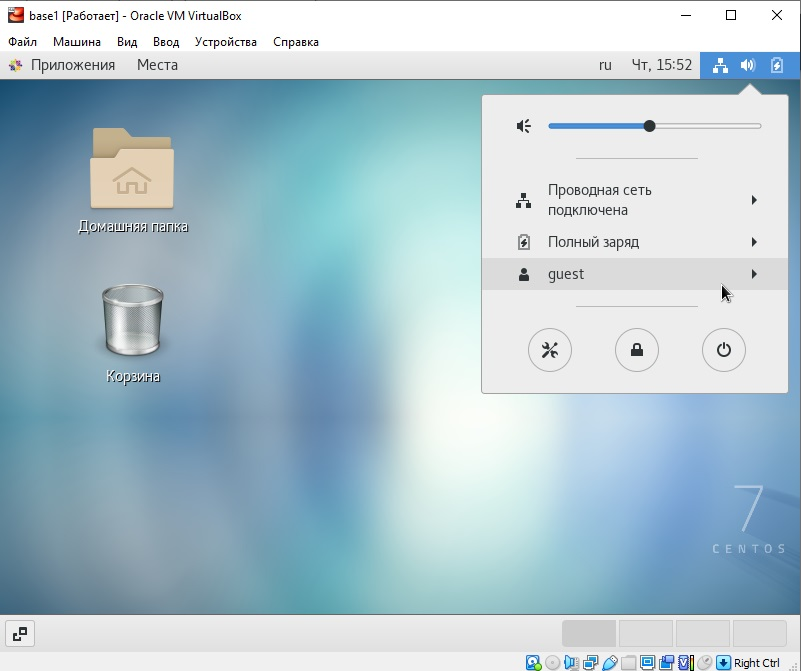 base1 [Работает] - Oracle VM VirtualBox
Файл Машина Вид Ввод Устройства Справка
Приложения Места ru Чт, 15:52
Проводная сеть
подключена
Полный заряд
guest
Домашняя папка
Корзина
7
CENTOS
Right Ctrl